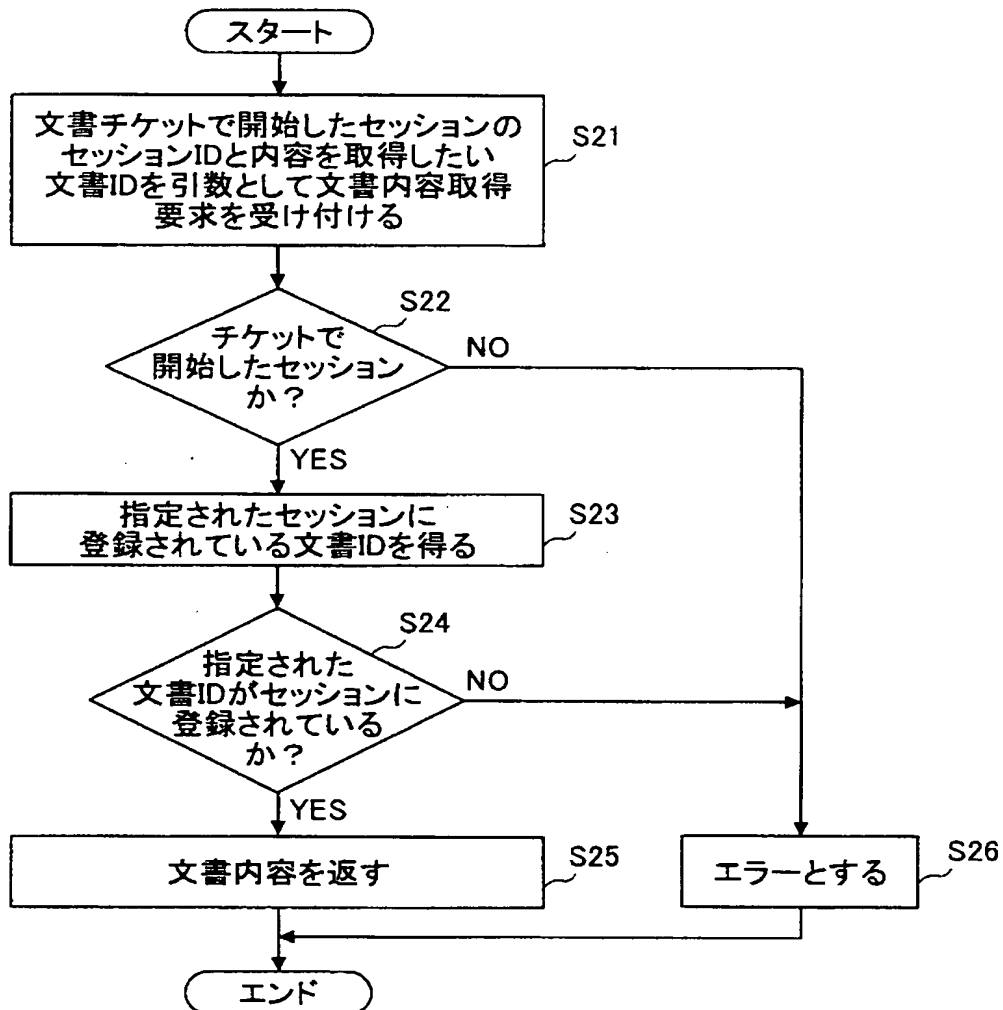 スタート
文書チケットで開始したセッションの
セッションIDと内容を取得したい
文書IDを引数として文書内容取得
要求を受け付ける
S21
S22
チケットで
開始したセッション
か？
NO
YES
指定されたセッションに
登録されている文書IDを得る
S23
S24
指定された
文書IDがセッションに
登録されている
か？
NO
YES
文書内容を返す
S25
エラーとする
S26
エンド